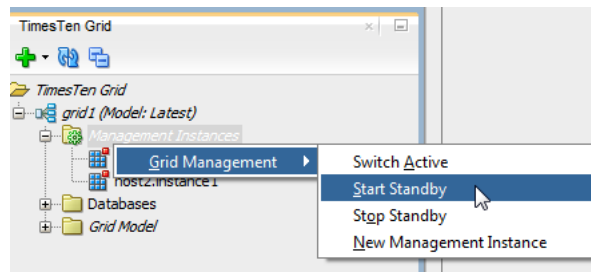 TimesTen Grid
TimesTen Grid
grid1 (Model: Latest)
Management Instances
Grid Management
host2.instance1
Databases
Grid Model
Switch Active
Start Standby
Stop Standby
New Management Instance